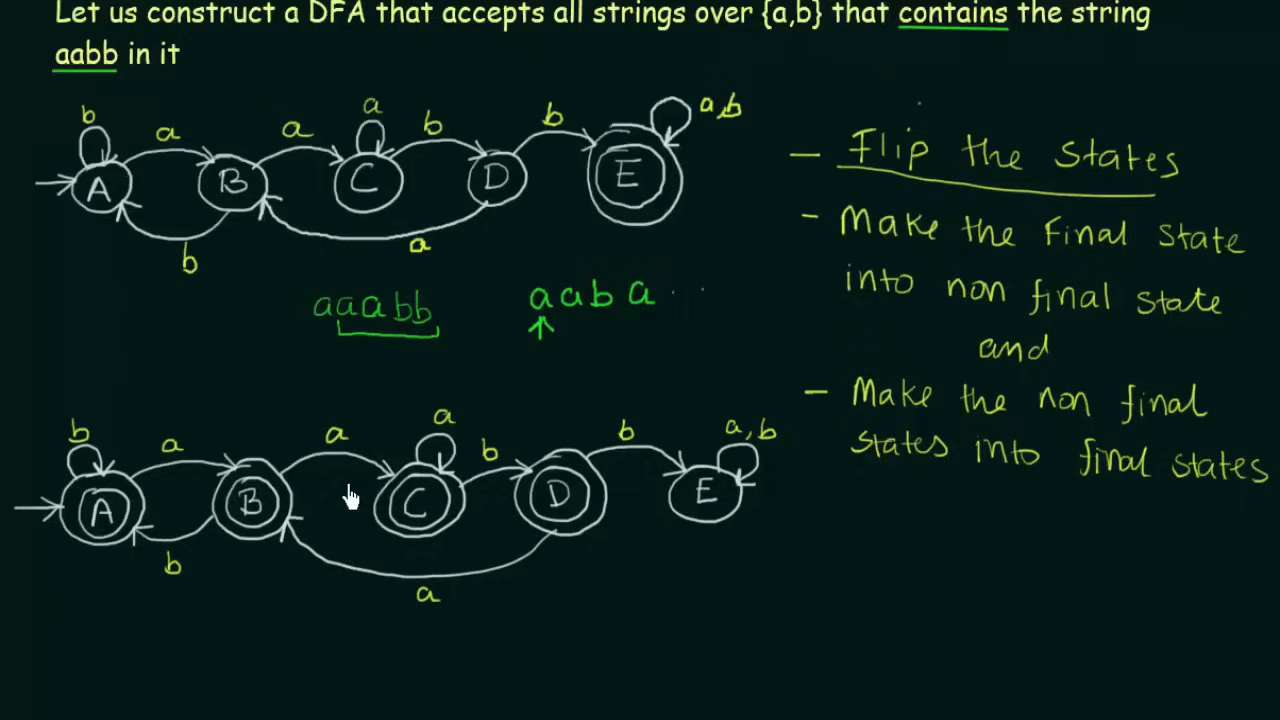 Let us construct a DFA that accepts all strings over {a,b} that contains the string
aabb in it
b
a
a
a
b
b
a,b
A
B
C
D
E
b
a
aaabb
aaba
– Flip the States
– Make the Final State
into non final state
and
– Make the non final
states into final states
b
a
a
a
b
b
a,b
A
B
C
D
E
b
a